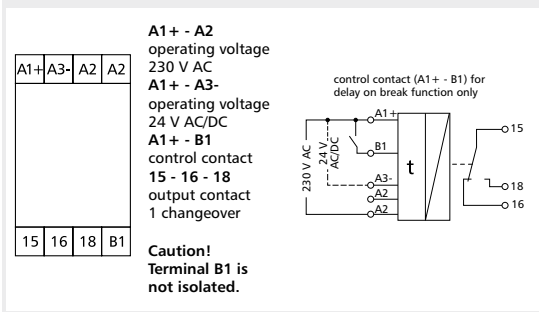 A1+ A3- A2 A2
15 16 18 B1
A1+ - A2
operating voltage
230 V AC
A1+ - A3-
operating voltage
24 V AC/DC
A1+ - B1
control contact
15 - 16 - 18
output contact
1 changeover
Caution!
Terminal B1 is
not isolated.
control contact (A1+ - B1) for
delay on break function only
230 V AC
24 V
AC/DC
A1+
B1
A3-
A2
A2
t
15
18
16